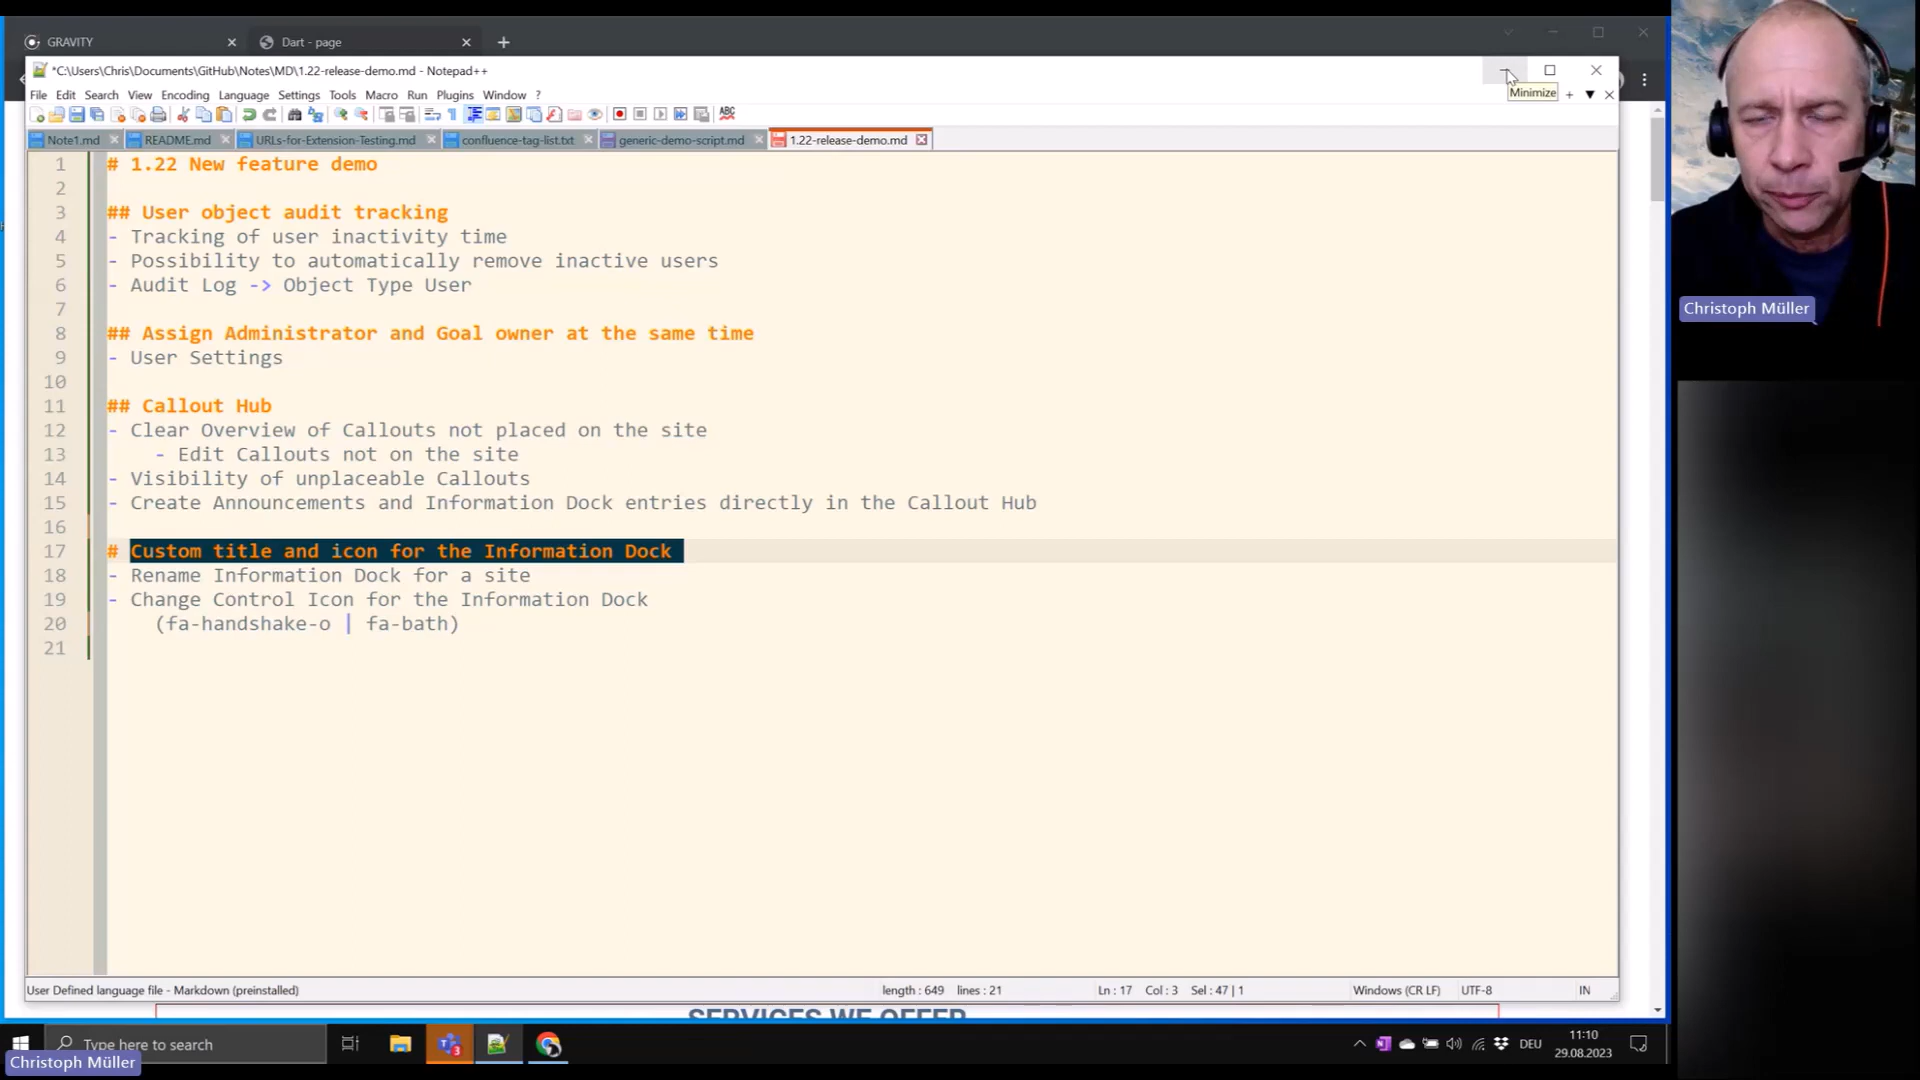 GRAVITY
Dart - page
*C:\Users\Chris\Documents\GitHub\Notes\MD\1.22-release-demo.md - Notepad++
Minimize
File Edit Search View Encoding Language Settings Tools Macro Run Plugins Window ?
Note1.md README.md URLs-for-Extension-Testing.md confluence-tag-list.txt generic-demo-script.md 1.22-release-demo.md
1 # 1.22 New feature demo
2
3 ## User object audit tracking
4 - Tracking of user inactivity time
5 - Possibility to automatically remove inactive users
6 - Audit Log -> Object Type User
7
8 ## Assign Administrator and Goal owner at the same time
9 - User Settings
10
11 ## Callout Hub
12 - Clear Overview of Callouts not placed on the site
13 - Edit Callouts not on the site
14 - Visibility of unplaceable Callouts
15 - Create Announcements and Information Dock entries directly in the Callout Hub
16
17 # Custom title and icon for the Information Dock
18 - Rename Information Dock for a site
19 - Change Control Icon for the Information Dock
20 (fa-handshake-o | fa-bath)
21
User Defined language file - Markdown (preinstalled) length : 649 lines : 21 Ln : 17 Col : 3 Sel : 47 | 1 Windows (CR LF) UTF-8 IN
SERVICES WE OFFER
Type here to search
3
DEU
11:10
29.08.2023
Christoph Müller
Christoph Müller